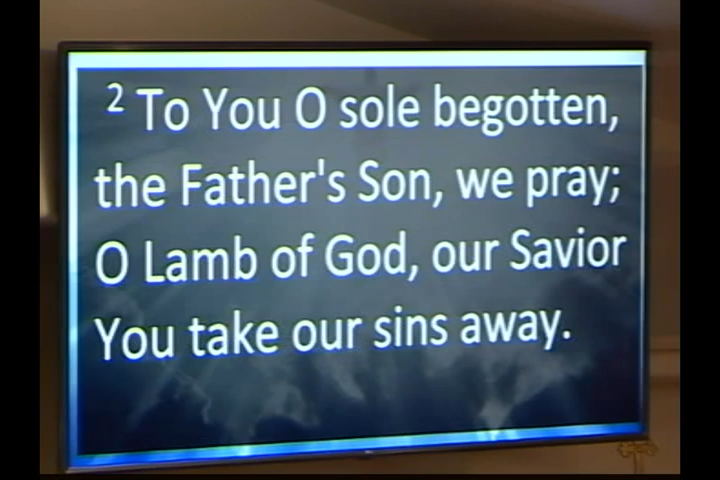 2 To You O sole begotten,
the Father's Son, we pray;
O Lamb of God, our Savior
You take our sins away.